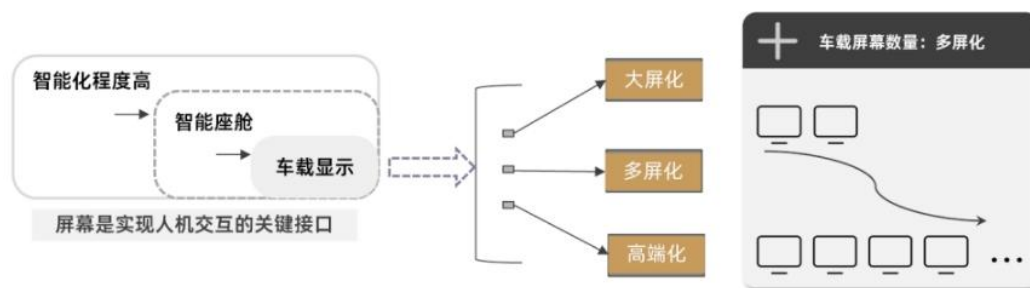 智能化程度高
智能座舱
车载显示
屏幕是实现人机交互的关键接口
大屏化
多屏化
高端化
车载屏幕数量：多屏化